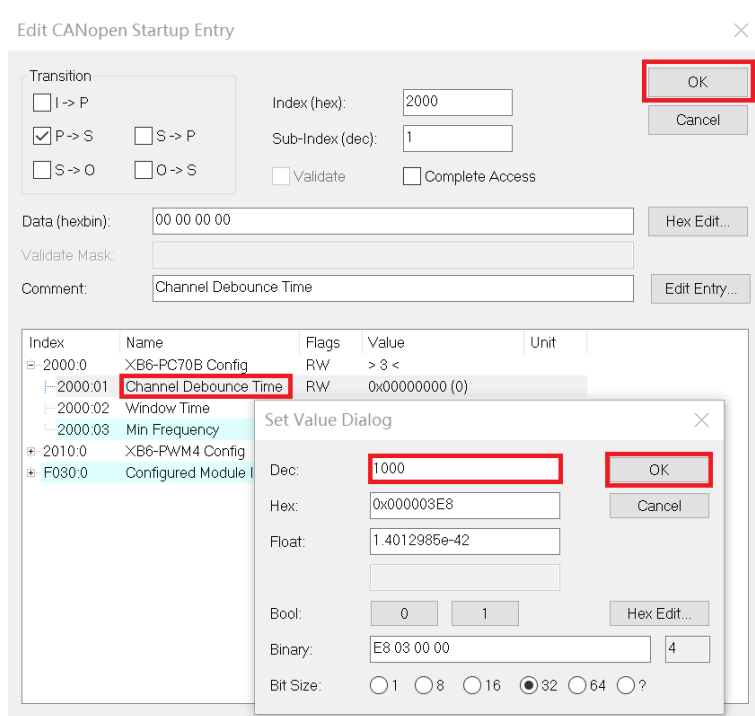 Edit CANopen Startup Entry
Transition
I -> P
P -> S
S -> P
S -> O
O -> S
Index (hex):
2000
Sub-Index (dec):
1
Validate
Complete Access
OK
Cancel
Data (hexbin):
00 00 00 00
Hex Edit...
Validate Mask:
Comment:
Channel Debounce Time
Edit Entry...
Index Name Flags Value Unit
2000:0 XB6-PC70B Config RW > 3 <
2000:01 Channel Debounce Time RW 0x00000000 (0)
2000:02 Window Time
2000:03 Min Frequency
2010:0 XB6-PWM4 Config
F030:0 Configured Module
Set Value Dialog
Dec:
1000
OK
Hex:
0x000003E8
Cancel
Float:
1.4012985e-42
Bool:
0
1
Hex Edit...
Binary:
E8 03 00 00
4
Bit Size:
1
8
16
32
64
?